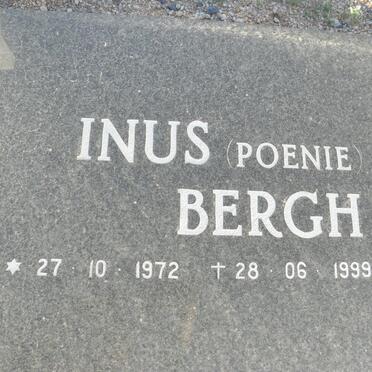 INUS (POENIE)
BERGH
✶ 27 · 10 · 1972 † 28 · 06 · 1999